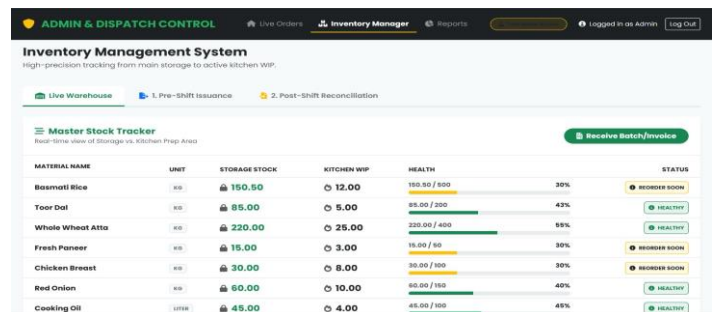 ADMIN & DISPATCH CONTROL Live Orders Inventory Manager Reports Logged in as Admin Log Out
Inventory Management System
High-precision tracking from main storage to active kitchen WIP.
Live Warehouse 1. Pre-Shift Issuance 2. Post-Shift Reconciliation
Master Stock Tracker
Real-time view of Storage vs. Kitchen Prep Area
Receive Batch/Invoice
MATERIAL NAME UNIT STORAGE STOCK KITCHEN WIP HEALTH STATUS
Basmati Rice KG 150.50 12.00 150.50 / 500 30% REORDER SOON
Toor Dal KG 85.00 5.00 85.00 / 200 43% HEALTHY
Whole Wheat Atta KG 220.00 25.00 220.00 / 400 55% HEALTHY
Fresh Paneer KG 15.00 3.00 15.00 / 50 30% REORDER SOON
Chicken Breast KG 30.00 8.00 30.00 / 100 30% REORDER SOON
Red Onion KG 60.00 10.00 60.00 / 150 40% HEALTHY
Cooking Oil LITER 45.00 4.00 45.00 / 100 45% HEALTHY